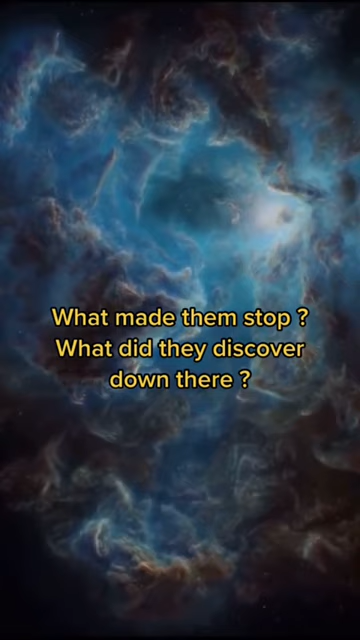 What made them stop ?
What did they discover
down there ?